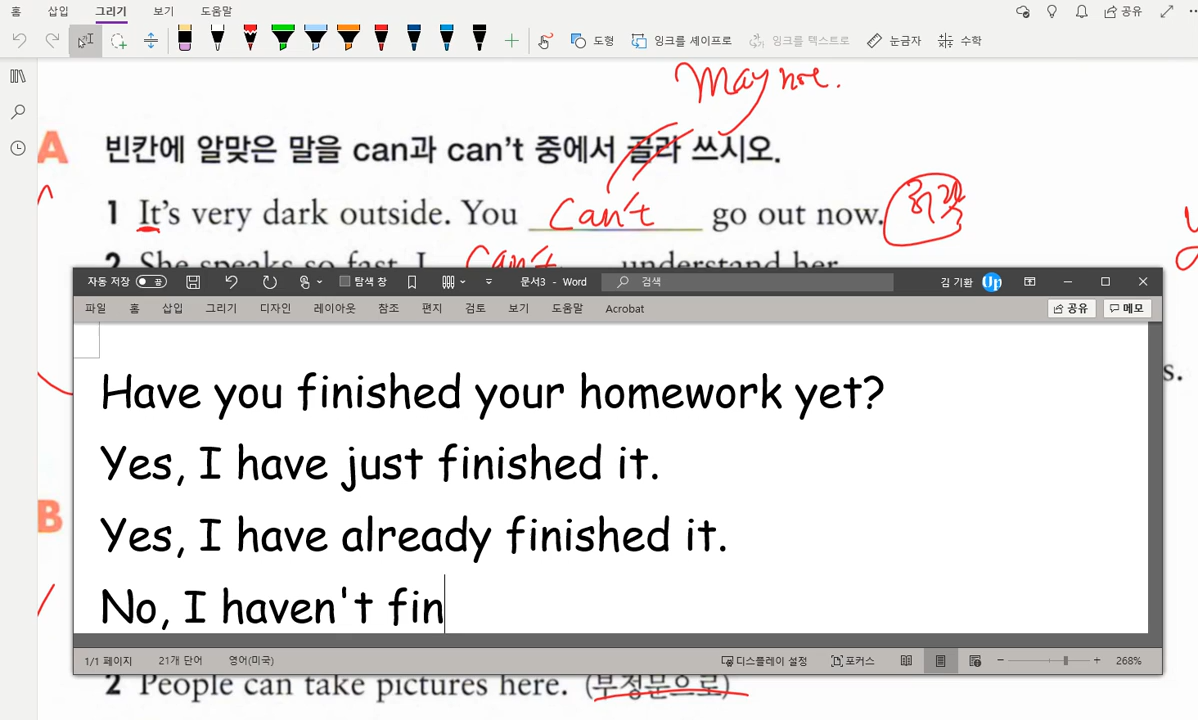 홈 삽입 그리기 보기 도움말 공유
도형 잉크를 셰이프로 잉크를 텍스트로 눈금자 수학
May not.
A 빈칸에 알맞은 말을 can과 can't 중에서 골라 쓰시오.
1 It's very dark outside. You can't go out now. 허락
2 She speaks so fast. I can't understand her.
자동 저장 끔 탐색 창 문서3 - Word 검색 김 기환 Up
파일 홈 삽입 그리기 디자인 레이아웃 참조 편지 검토 보기 도움말 Acrobat 공유 메모
s.
Have you finished your homework yet?
Yes, I have just finished it.
Yes, I have already finished it.
B
No, I haven't fin
1/1 페이지 21개 단어 영어(미국) 디스플레이 설정 포커스 268%
2 People can take pictures here. (부정문으로)